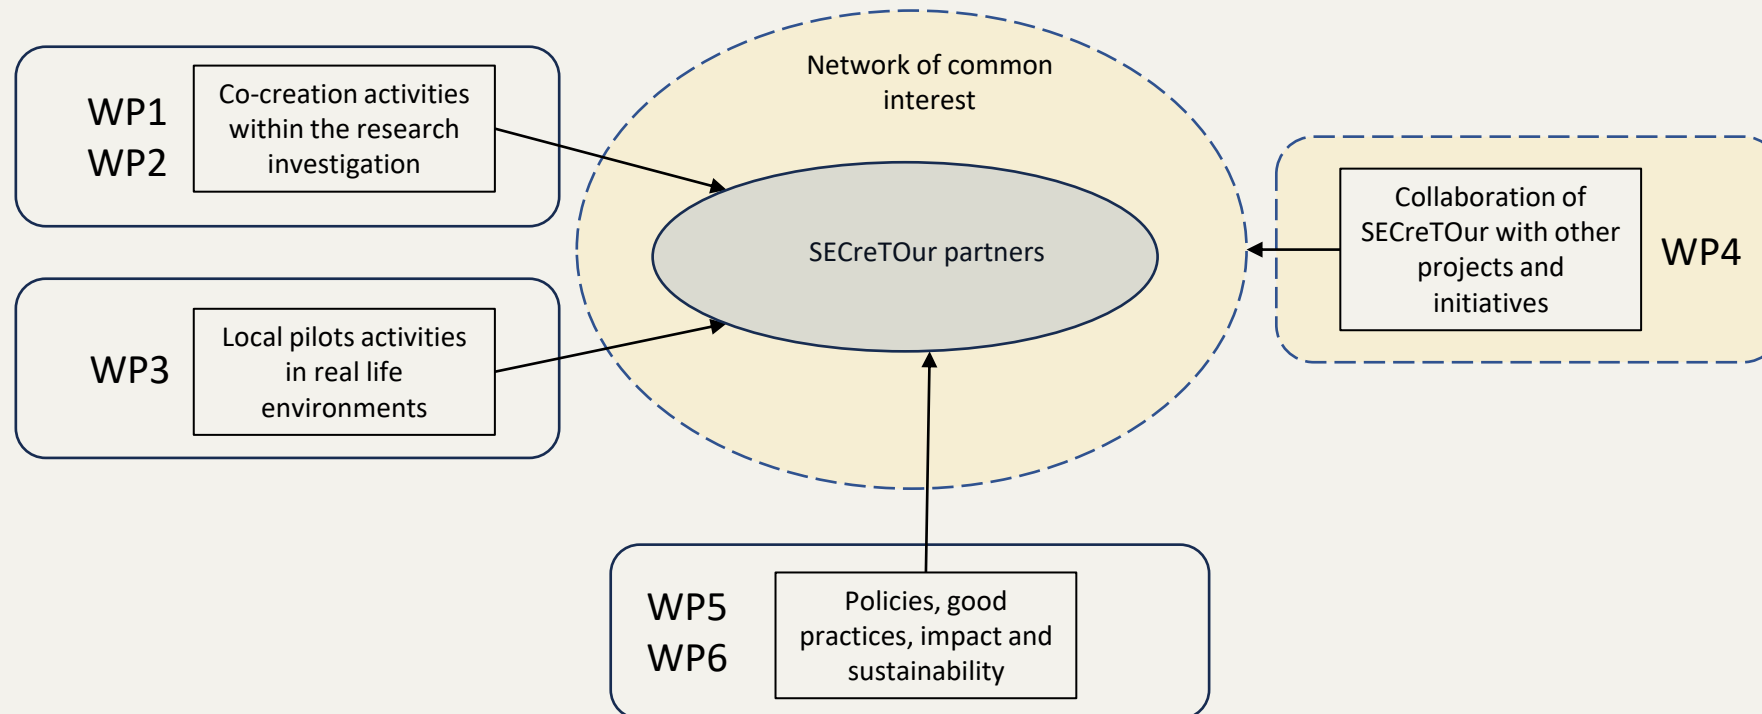 Network of common
interest
WP1
WP2
Co-creation activities
within the research
investigation
SECreTOur partners
Collaboration of
SECreTOur with other
projects and
initiatives
WP4
WP3
Local pilots activities
in real life
environments
WP5
WP6
Policies, good
practices, impact and
sustainability